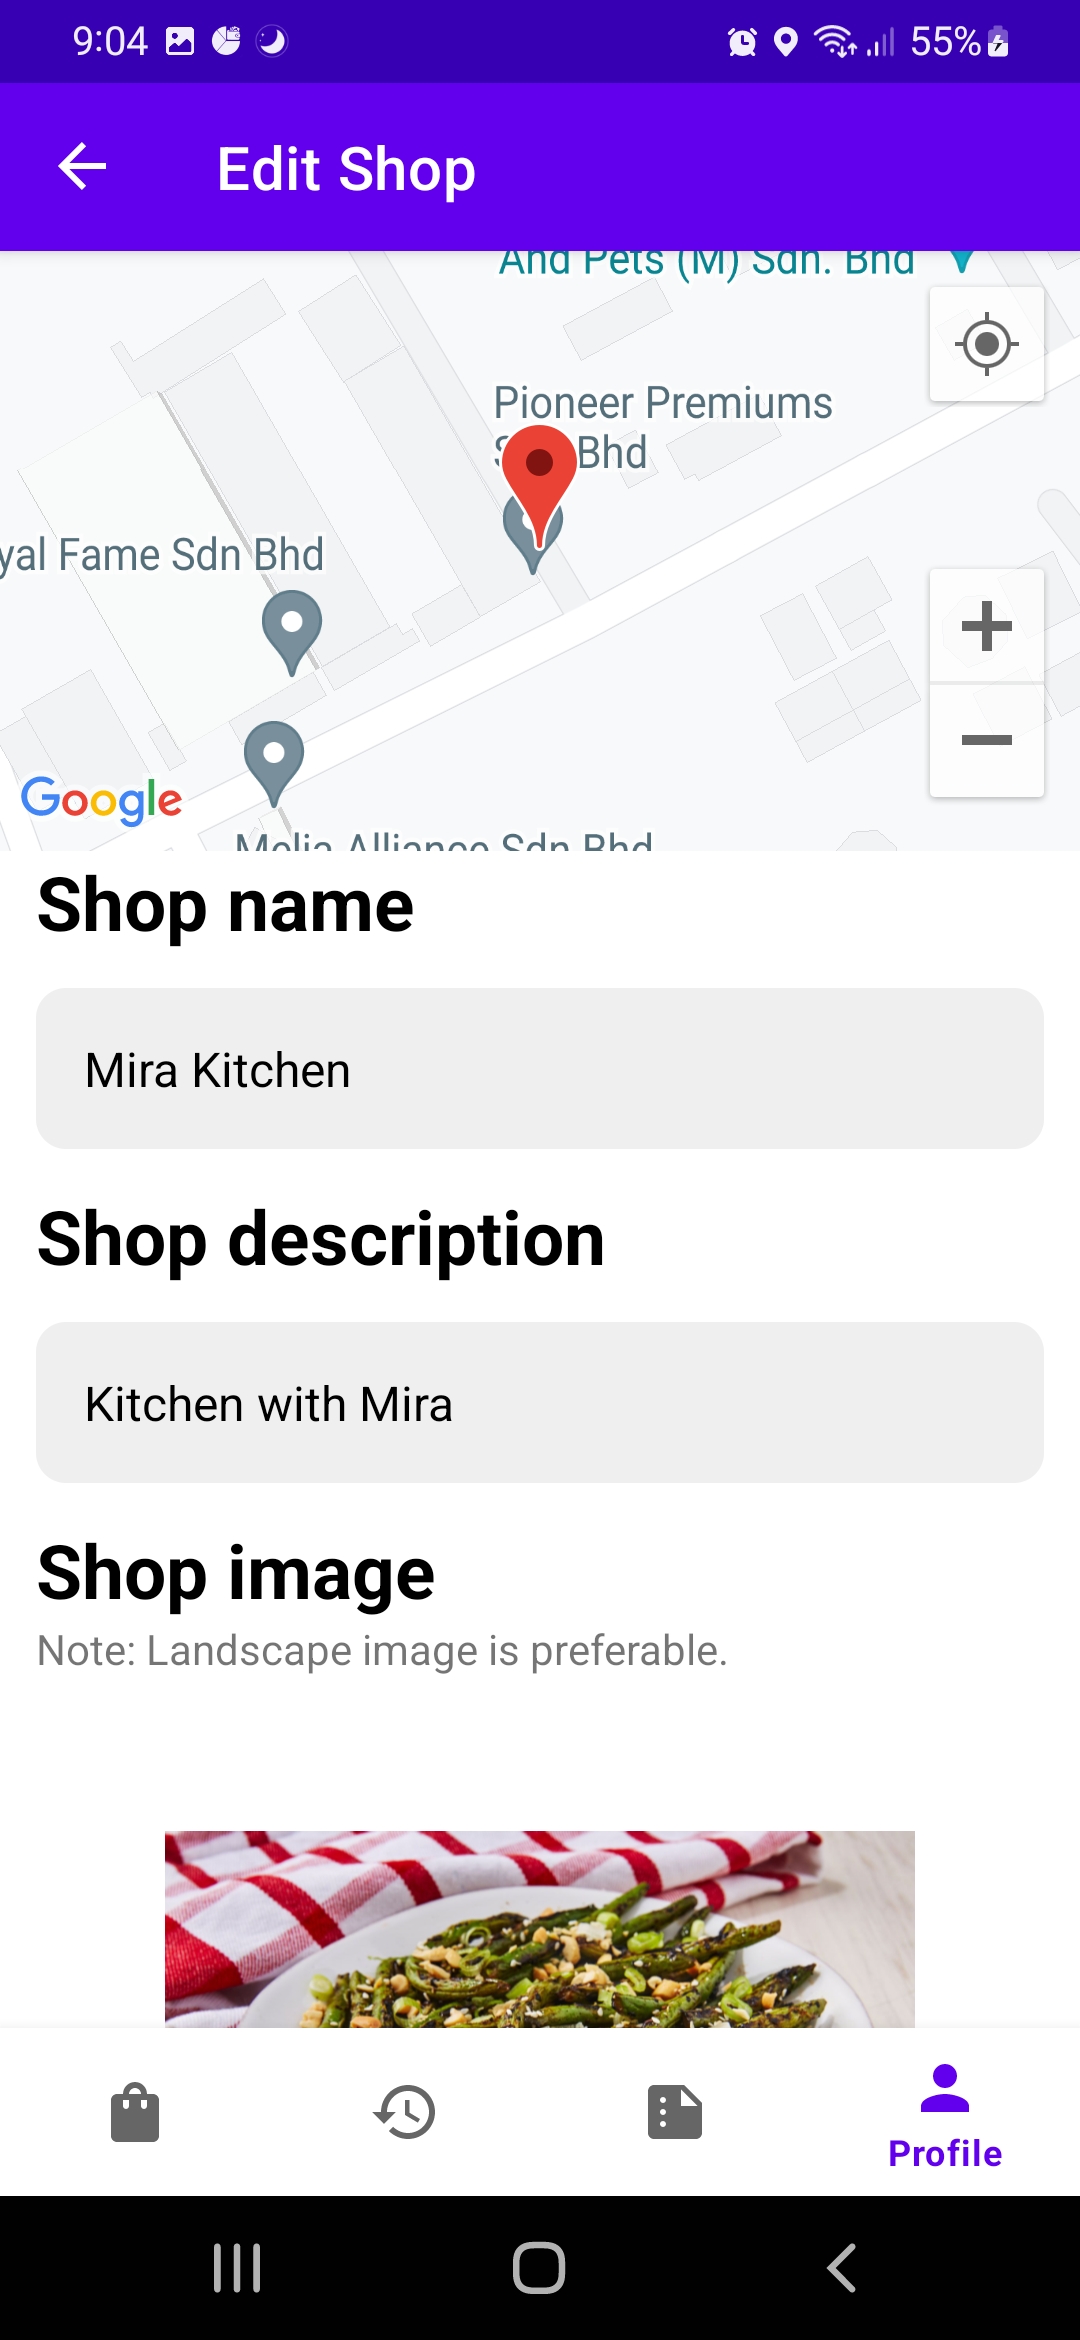 9:04
55%
Edit Shop
And Pets (M) Sdn. Bhd
Pioneer Premiums
Bhd
yal Fame Sdn Bhd
Google
Melia Alliance Sdn Bhd
Shop name
Mira Kitchen
Shop description
Kitchen with Mira
Shop image
Note: Landscape image is preferable.
Profile